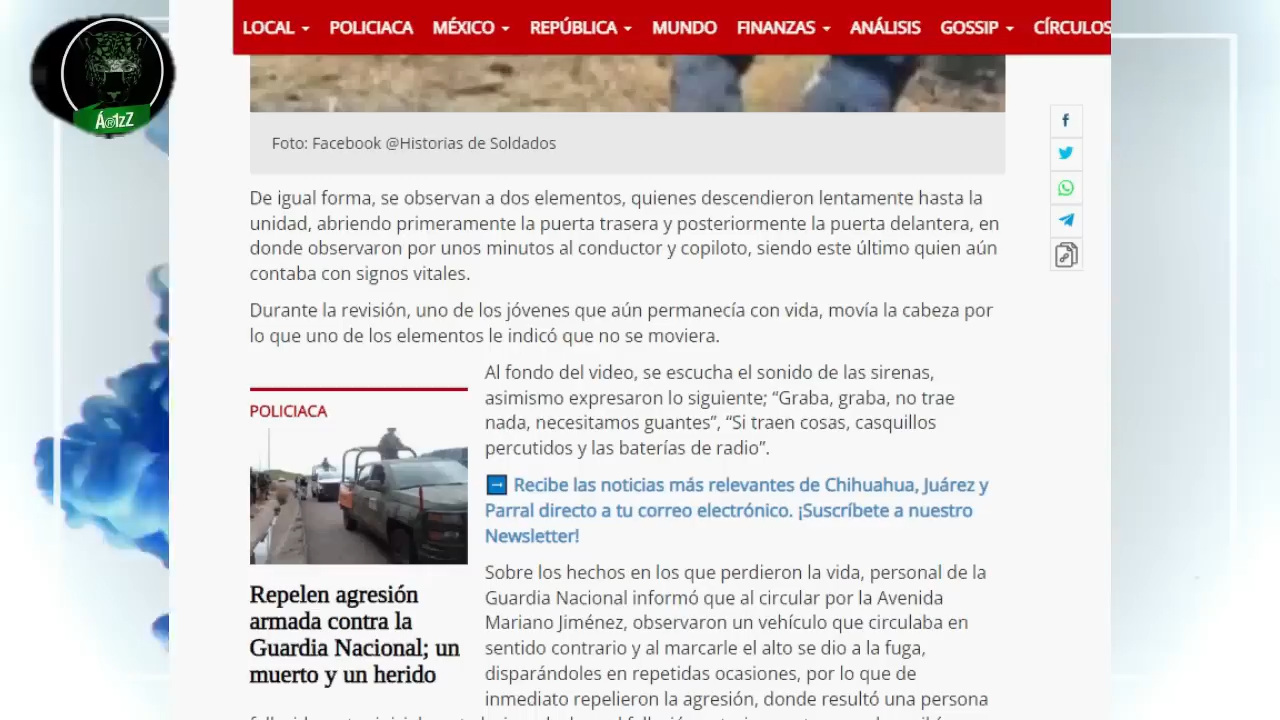 LOCAL POLICIACA MÉXICO REPÚBLICA MUNDO FINANZAS ANÁLISIS GOSSIP CÍRCULOS
Á®1zZ
Foto: Facebook @Historias de Soldados
De igual forma, se observan a dos elementos, quienes descendieron lentamente hasta la
unidad, abriendo primeramente la puerta trasera y posteriormente la puerta delantera, en
donde observaron por unos minutos al conductor y copiloto, siendo este último quien aún
contaba con signos vitales.
Durante la revisión, uno de los jóvenes que aún permanecía con vida, movía la cabeza por
lo que uno de los elementos le indicó que no se moviera.
POLICIACA
Repelen agresión
armada contra la
Guardia Nacional; un
muerto y un herido
Al fondo del video, se escucha el sonido de las sirenas,
asimismo expresaron lo siguiente; “Graba, graba, no trae
nada, necesitamos guantes”, “Si traen cosas, casquillos
percutidos y las baterías de radio”.
➡ Recibe las noticias más relevantes de Chihuahua, Juárez y
Parral directo a tu correo electrónico. ¡Suscríbete a nuestro
Newsletter!
Sobre los hechos en los que perdieron la vida, personal de la
Guardia Nacional informó que al circular por la Avenida
Mariano Jiménez, observaron un vehículo que circulaba en
sentido contrario y al marcarle el alto se dio a la fuga,
disparándoles en repetidas ocasiones, por lo que de
inmediato repelieron la agresión, donde resultó una persona